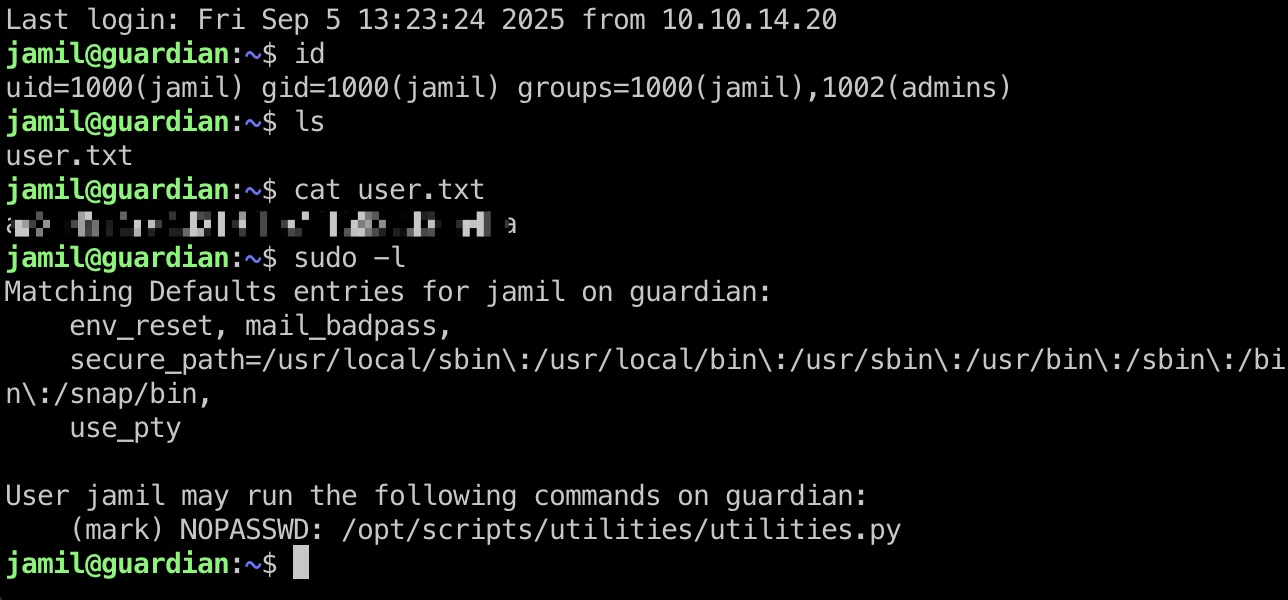 Last login: Fri Sep 5 13:23:24 2025 from 10.10.14.20
jamil@guardian:~$ id
uid=1000(jamil) gid=1000(jamil) groups=1000(jamil),1002(admins)
jamil@guardian:~$ ls
user.txt
jamil@guardian:~$ cat user.txt
jamil@guardian:~$ sudo -l
Matching Defaults entries for jamil on guardian:
    env_reset, mail_badpass,
    secure_path=/usr/local/sbin\:/usr/local/bin\:/usr/sbin\:/usr/bin\:/sbin\:/bi
n\:/snap/bin,
    use_pty

User jamil may run the following commands on guardian:
    (mark) NOPASSWD: /opt/scripts/utilities/utilities.py
jamil@guardian:~$